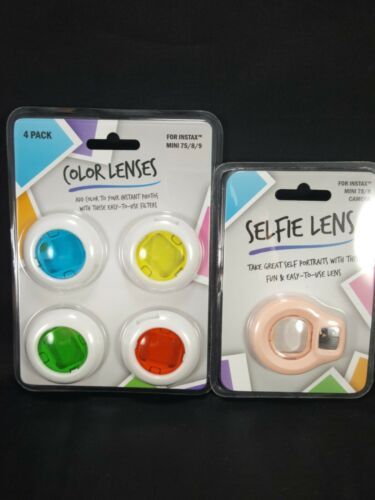 4 PACK
FOR INSTAX™
MINI 7S/8/9
COLOR LENSES
ADD COLOR TO YOUR INSTANT PHOTOS
WITH THESE EASY-TO-USE FILTERS
FOR INSTAX™
MINI 7S/8
CAMERA
SELFIE LENS
TAKE GREAT SELF PORTRAITS WITH THIS
FUN & EASY-TO-USE LENS